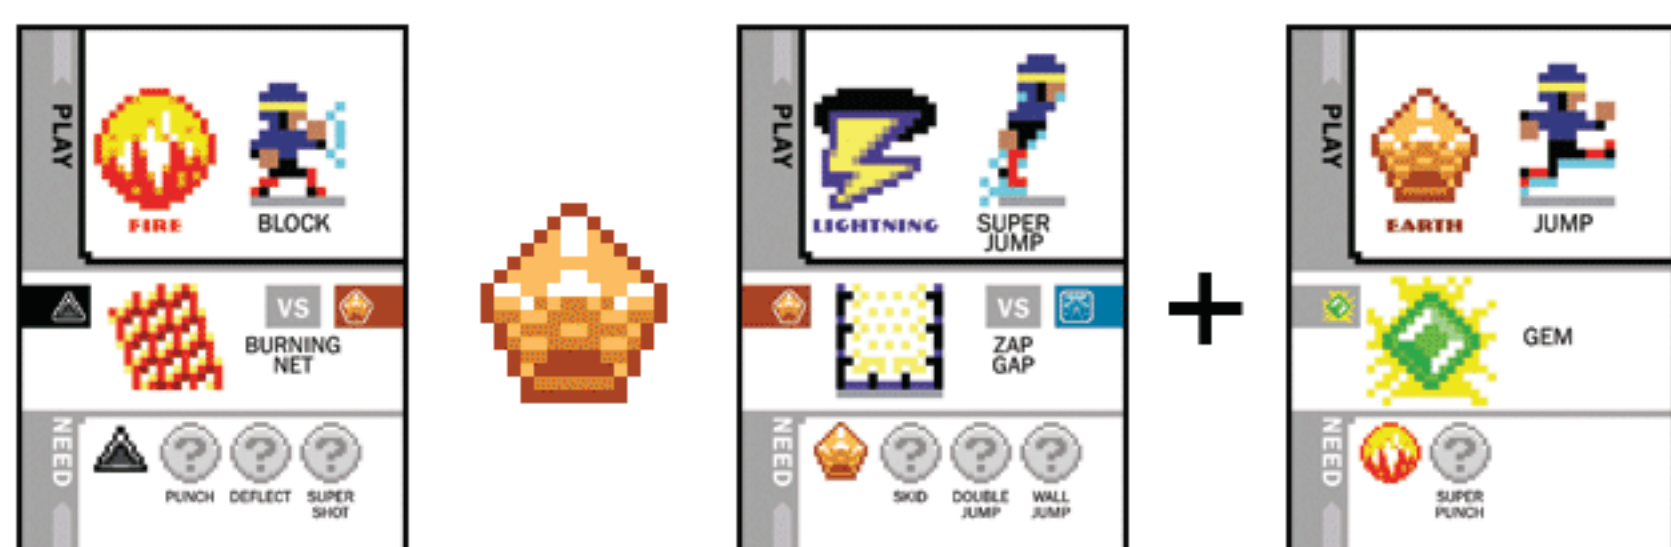 PLAY
FIRE
BLOCK
VS
BURNING
NET
NEED
?
?
?
PUNCH
DEFLECT
SUPER
SHOT
PLAY
LIGHTNING
SUPER
JUMP
VS
ZAP
GAP
NEED
?
?
?
SKID
DOUBLE
JUMP
WALL
JUMP
+
PLAY
EARTH
JUMP
GEM
NEED
?
SUPER
PUNCH